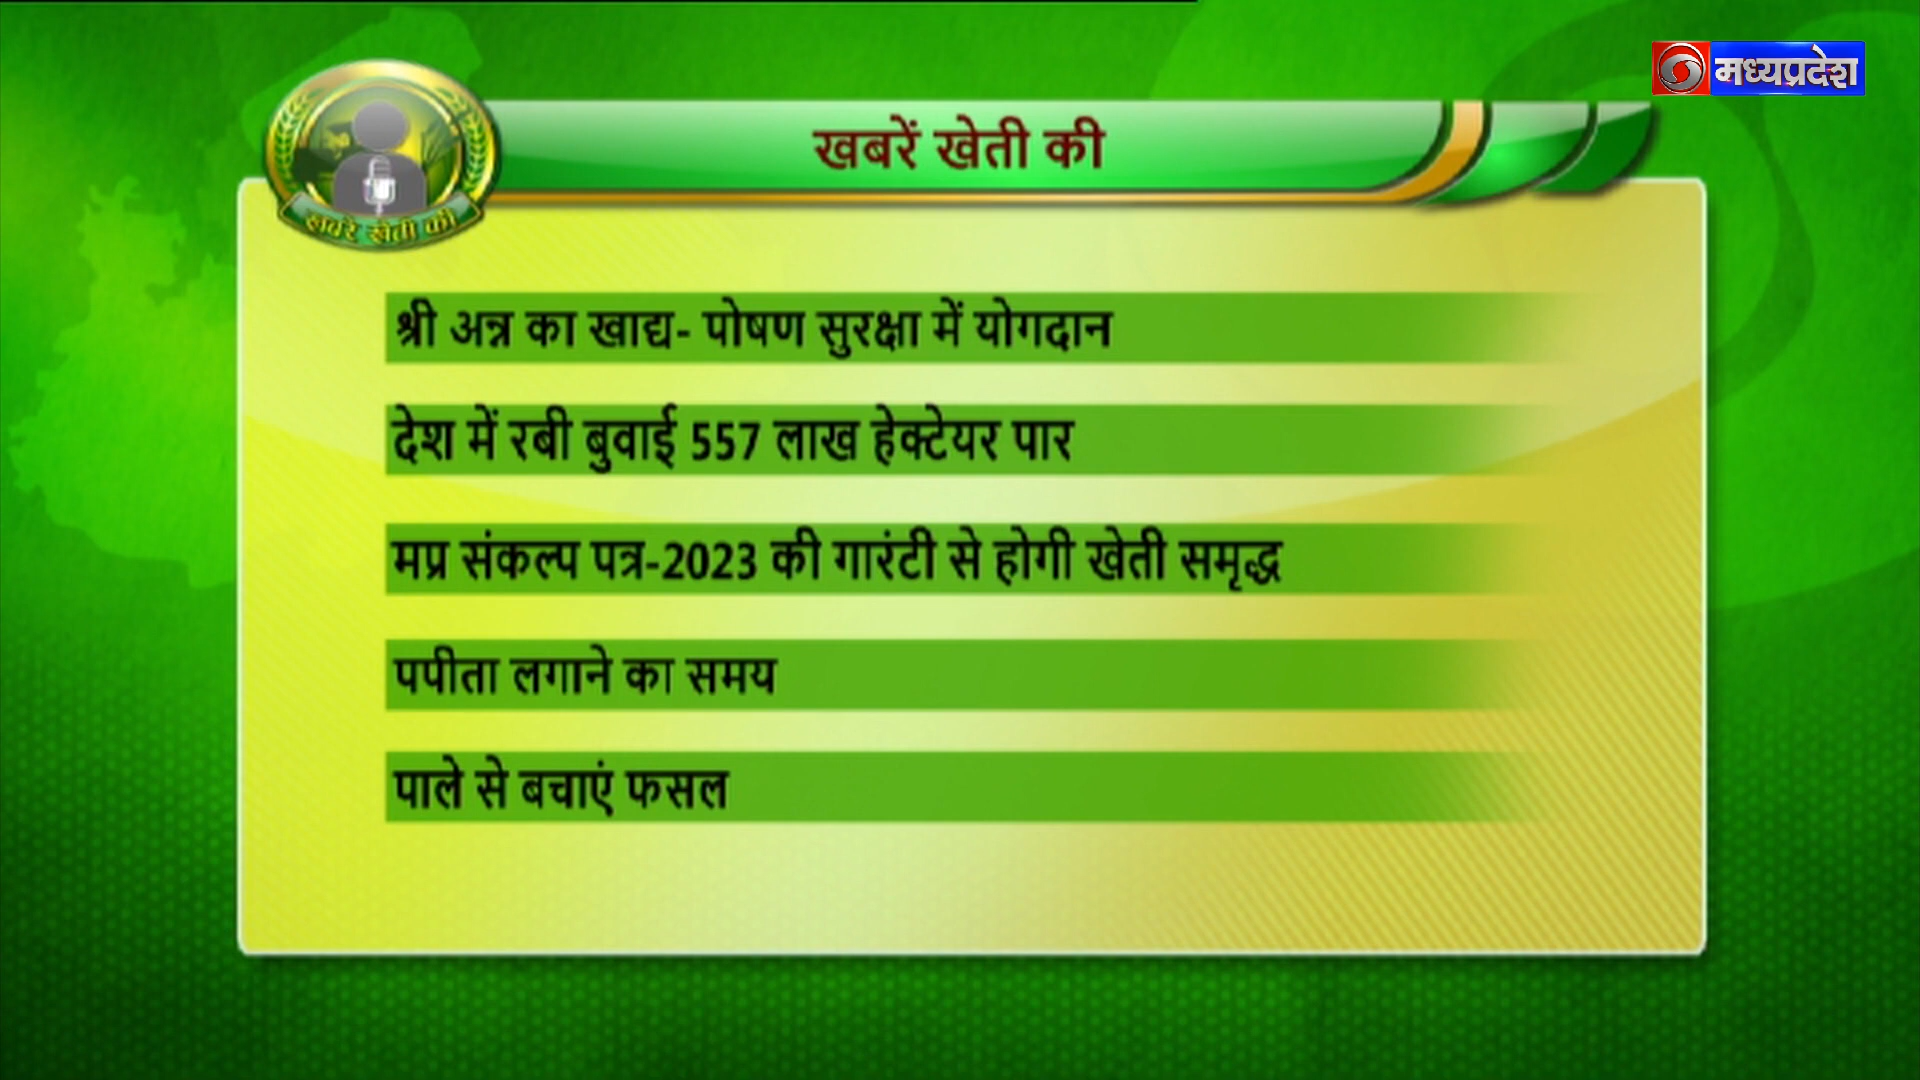 मध्यप्रदेश
खबरें खेती की
खबरें खेती की
श्री अन्न का खाद्य- पोषण सुरक्षा में योगदान
देश में रबी बुवाई 557 लाख हेक्टेयर पार
मप्र संकल्प पत्र-2023 की गारंटी से होगी खेती समृद्ध
पपीता लगाने का समय
पाले से बचाएं फसल